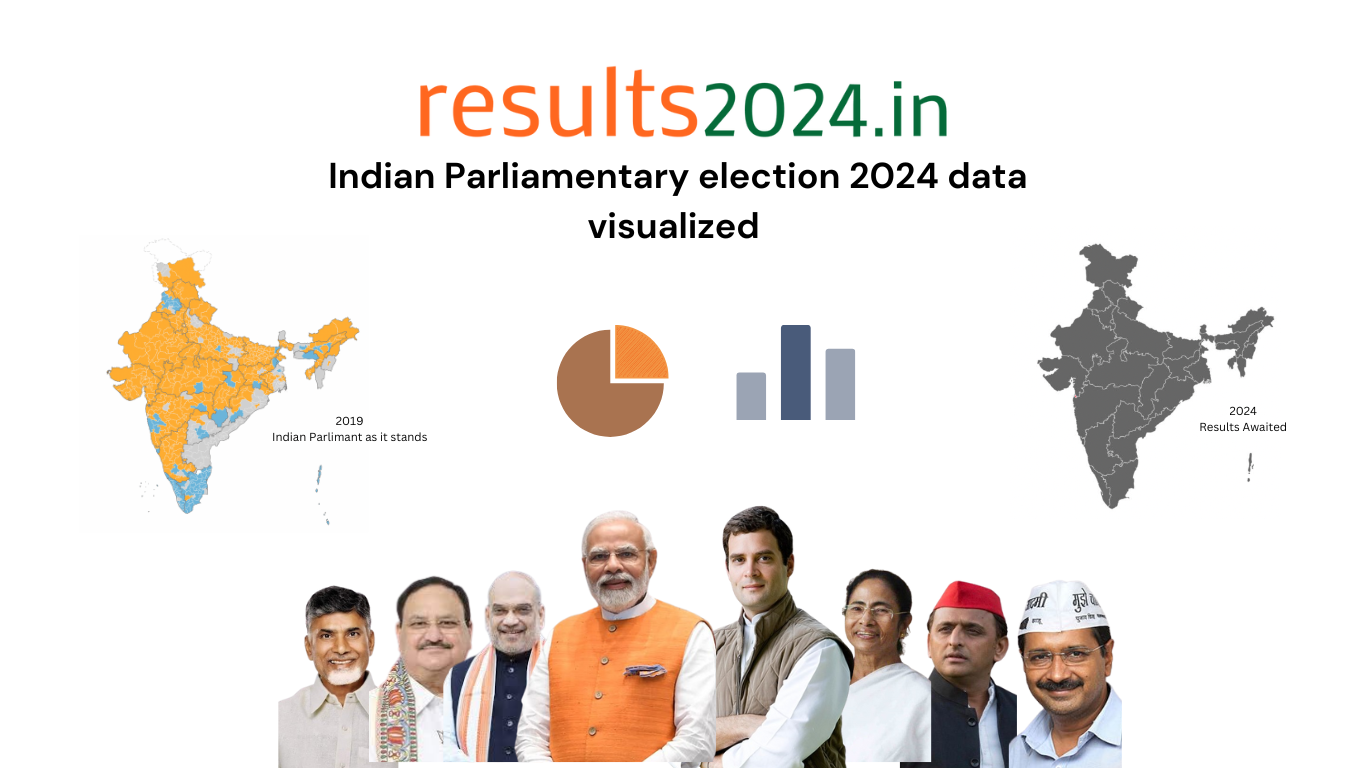 results2024.in
Indian Parliamentary election 2024 data
visualized
2019
Indian Parlimant as it stands
2024
Results Awaited
मुझे